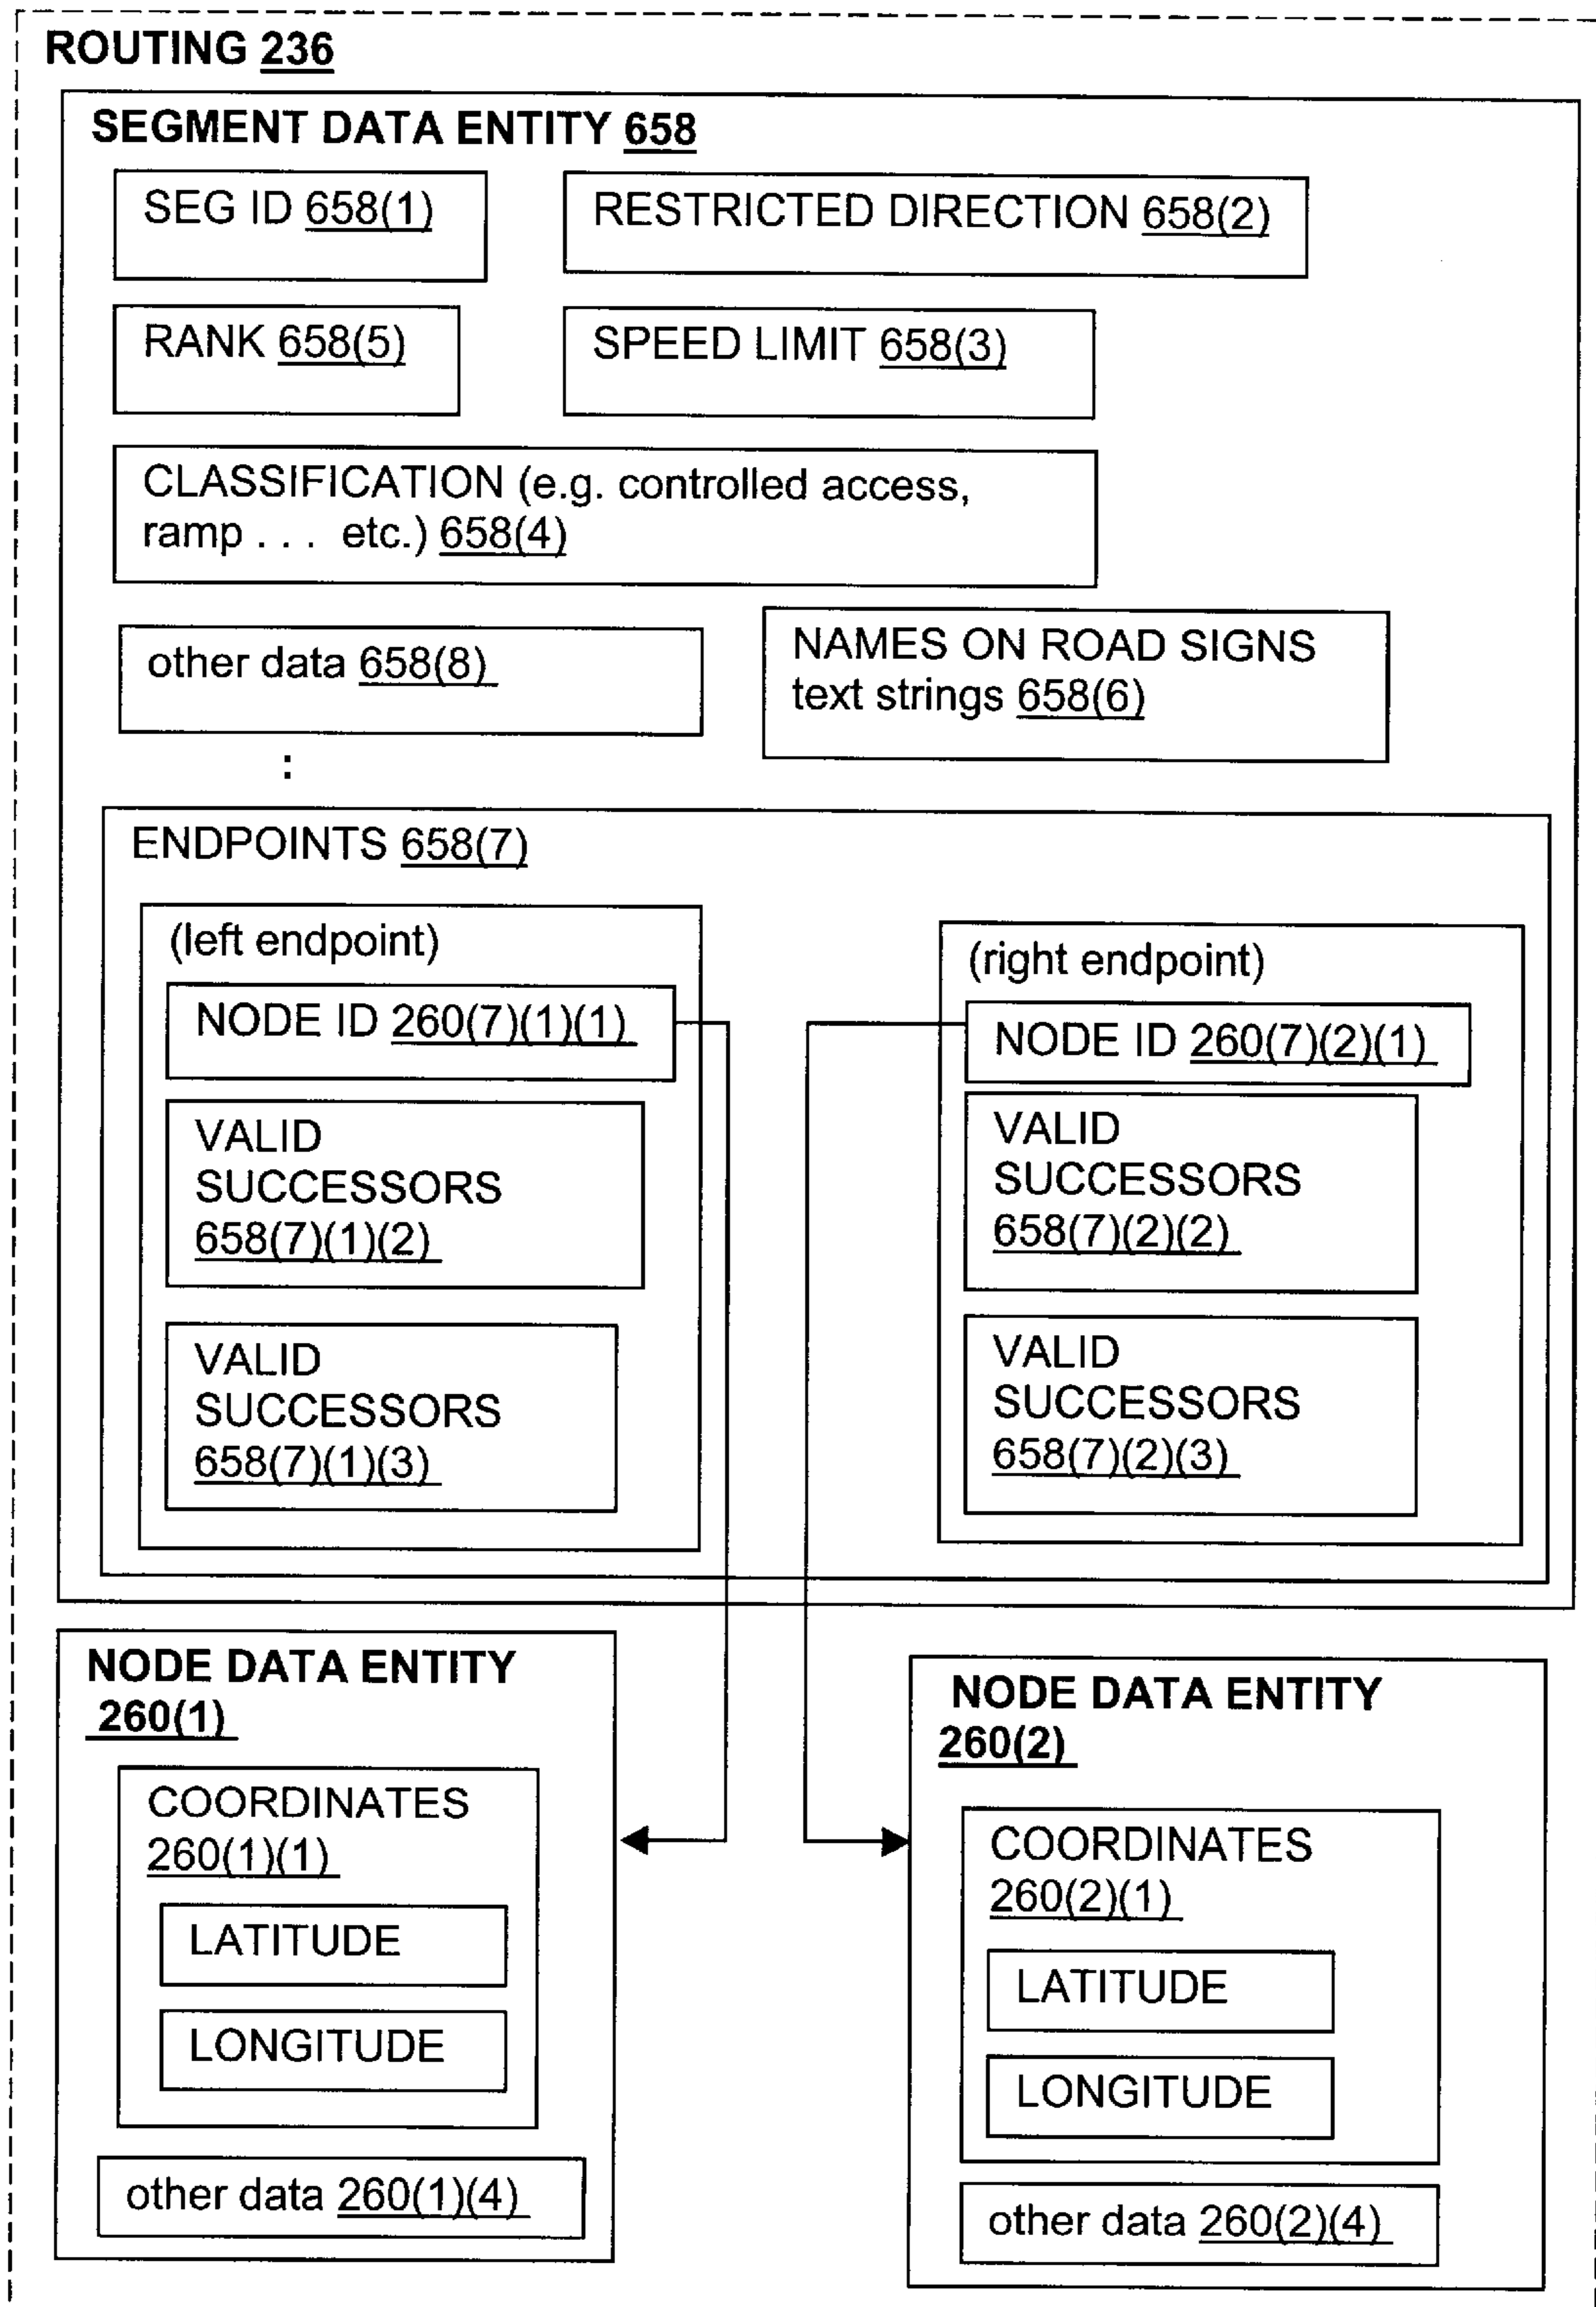 ROUTING 236
SEGMENT DATA ENTITY 658
SEG ID 658(1)
RESTRICTED DIRECTION 658(2)
RANK 658(5)
SPEED LIMIT 658(3)
CLASSIFICATION (e.g. controlled access,
ramp . . . etc.) 658(4)
other data 658(8)
NAMES ON ROAD SIGNS
text strings 658(6)
:
ENDPOINTS 658(7)
(left endpoint)
NODE ID 260(7)(1)(1)
VALID
SUCCESSORS
658(7)(1)(2)
VALID
SUCCESSORS
658(7)(1)(3)
(right endpoint)
NODE ID 260(7)(2)(1)
VALID
SUCCESSORS
658(7)(2)(2)
VALID
SUCCESSORS
658(7)(2)(3)
NODE DATA ENTITY
260(1)
COORDINATES
260(1)(1)
LATITUDE
LONGITUDE
other data 260(1)(4)
NODE DATA ENTITY
260(2)
COORDINATES
260(2)(1)
LATITUDE
LONGITUDE
other data 260(2)(4)